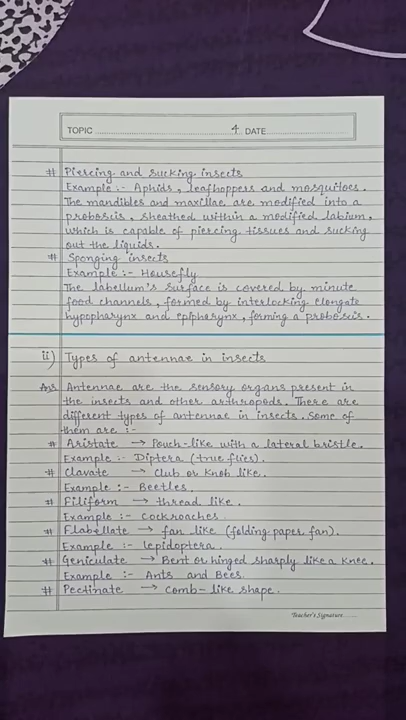 TOPIC 4 DATE
# Piercing and sucking insects
Example :- Aphids, leafhoppers and mosquitoes.
The mandibles and maxillae are modified into a
proboscis, sheathed within a modified labium,
which is capable of piercing tissues and sucking
out the liquids.
# Sponging insects
Example :- Housefly
The labellum's surface is covered by minute
food channels, formed by interlocking elongate
hypopharynx and epipharynx, forming a proboscis.
ii) Types of antennae in insects
Ans Antennae are the sensory organs present in
the insects and other arthropods. There are
different types of antennae in insects. Some of
them are :-
# Aristate → Pouch-like with a lateral bristle.
Example :- Diptera (true flies).
# Clavate → Club or Knob like.
Example :- Beetles.
# Filiform → thread like.
Example :- cockroaches.
# Flabellate → fan like (folding paper fan).
Example :- lepidoptera.
# Geniculate → Bent or hinged sharply like a Knee.
Example :- Ants and Bees.
# Pectinate → comb-like shape.
Teacher's Signature